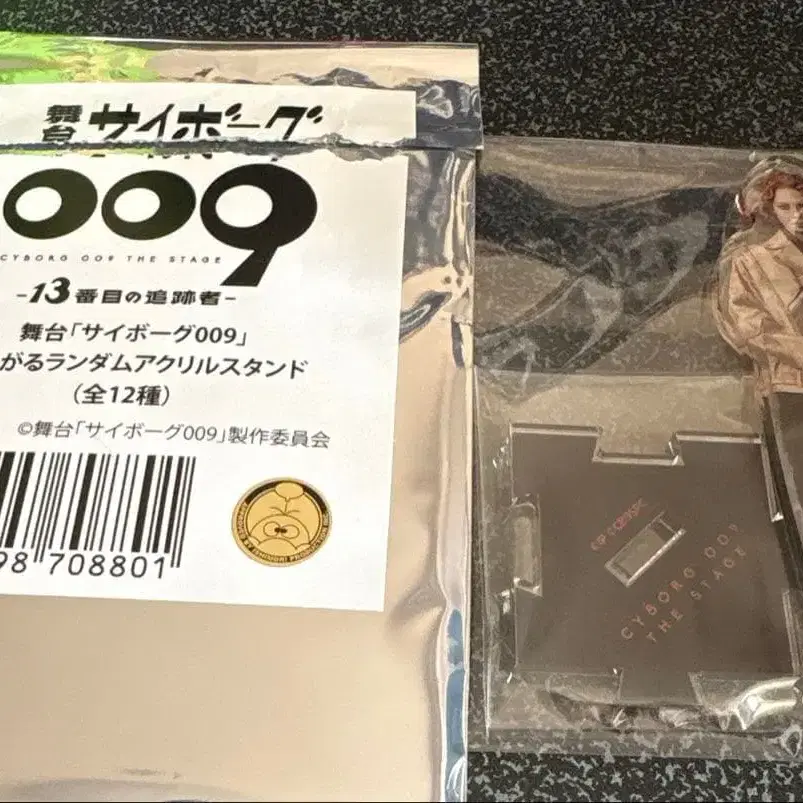 舞台 サイボーグ
009
CYBORG 009 THE STAGE
-13番目の追跡者-
舞台「サイボーグ009」
がるランダムアクリルスタンド
(全12種)
©舞台「サイボーグ009」製作委員会
98 708801
CYBORG 009
THE STAGE